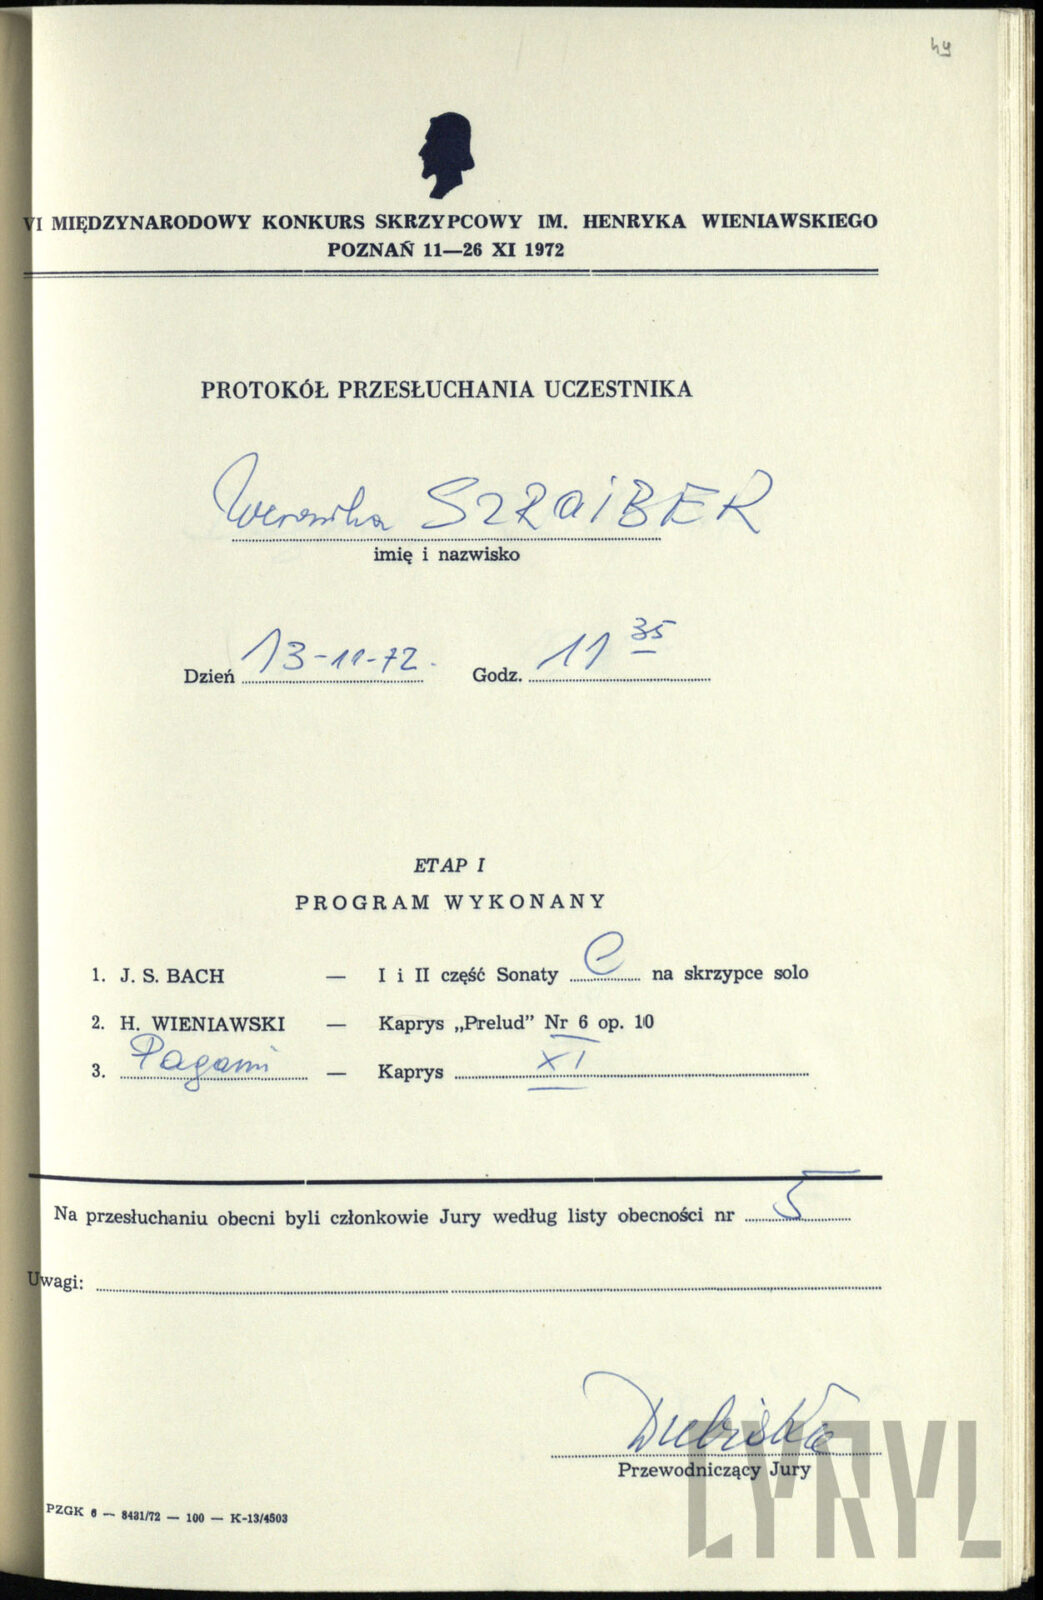 49
VI MIĘDZYNARODOWY KONKURS SKRZYPCOWY IM. HENRYKA WIENIAWSKIEGO
POZNAŃ 11—26 XI 1972
PROTOKÓŁ PRZESŁUCHANIA UCZESTNIKA
Weronika SZRAIBER
imię i nazwisko
Dzień 13-11-72. Godz. 11 35
ETAP I
PROGRAM WYKONANY
1. J. S. BACH — I i II część Sonaty C na skrzypce solo
2. H. WIENIAWSKI — Kaprys „Prelud” Nr 6 op. 10
3. Pagani — Kaprys XI
Na przesłuchaniu obecni byli członkowie Jury według listy obecności nr 5
Uwagi:
Dubiska
Przewodniczący Jury
PZGK 6 — 8431/72 — 100 — K-13/4503
LYRYL